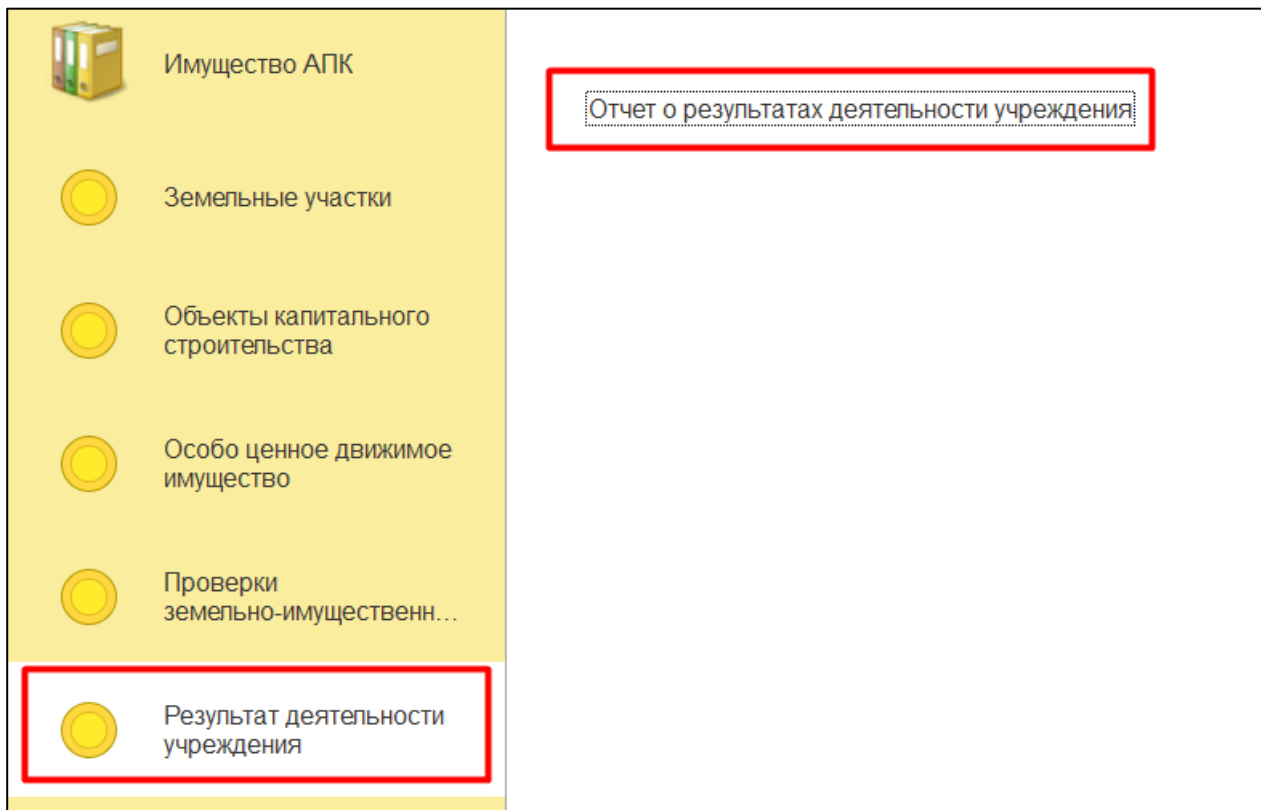 Имущество АПК
Отчет о результатах деятельности учреждения
Земельные участки
Объекты капитального
строительства
Особо ценное движимое
имущество
Проверки
земельно-имущественн...
Результат деятельности
учреждения